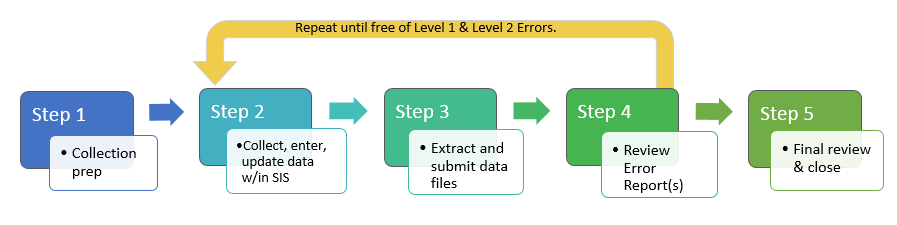 Repeat until free of Level 1 & Level 2 Errors.
Step 1
• Collection
prep
Step 2
•Collect, enter,
update data
w/in SIS
Step 3
• Extract and
submit data
files
Step 4
• Review
Error
Report(s)
Step 5
• Final review
& close